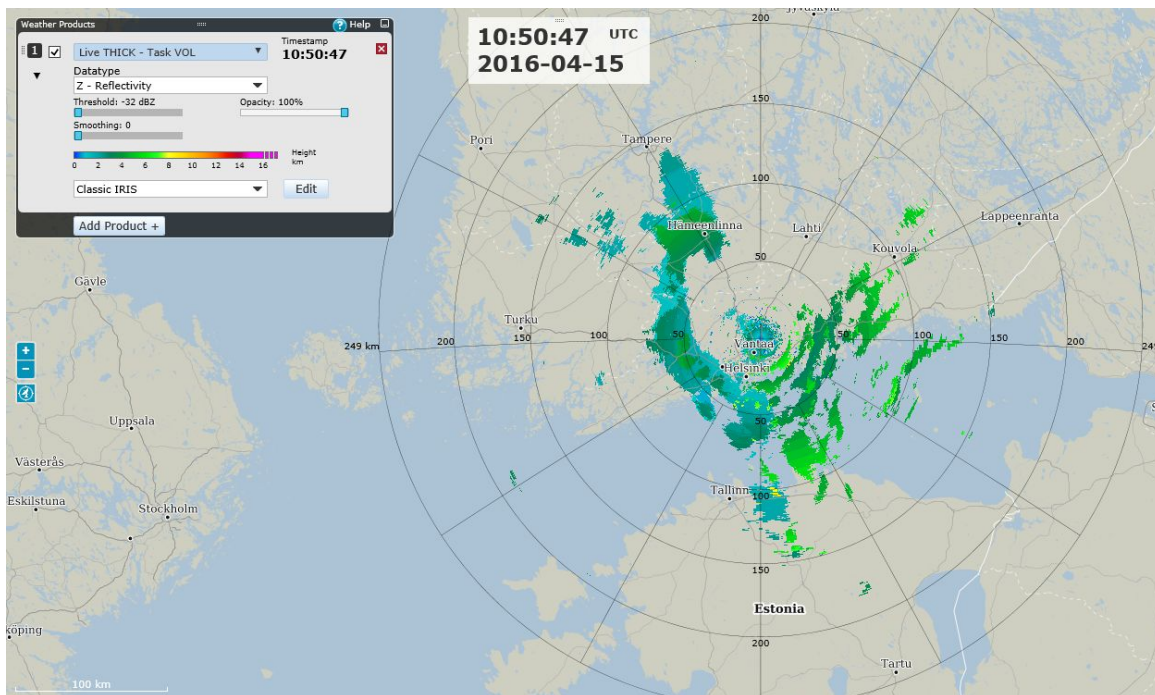 Weather Products
? Help
1
Live THICK - Task VOL
Timestamp
10:50:47
Datatype
Z - Reflectivity
Threshold: -32 dBZ
Opacity: 100%
Smoothing: 0
Height
km
0 2 4 6 8 10 12 14 16
Classic IRIS
Edit
Add Product +
10:50:47 UTC
2016-04-15
200
Jyväskylä
150
Pori
Tampere
100
Hämeenlinna
Lahti
Lappeenranta
Kouvola
50
Gävle
Turku
249 km
200
150
100
50
Vantaa
50
100
150
200
249
Helsinki
+
−
50
Uppsala
Västerås
Eskilstuna
Stockholm
S
Tallinn
100
150
Estonia
200
köping
Tartu
100 km